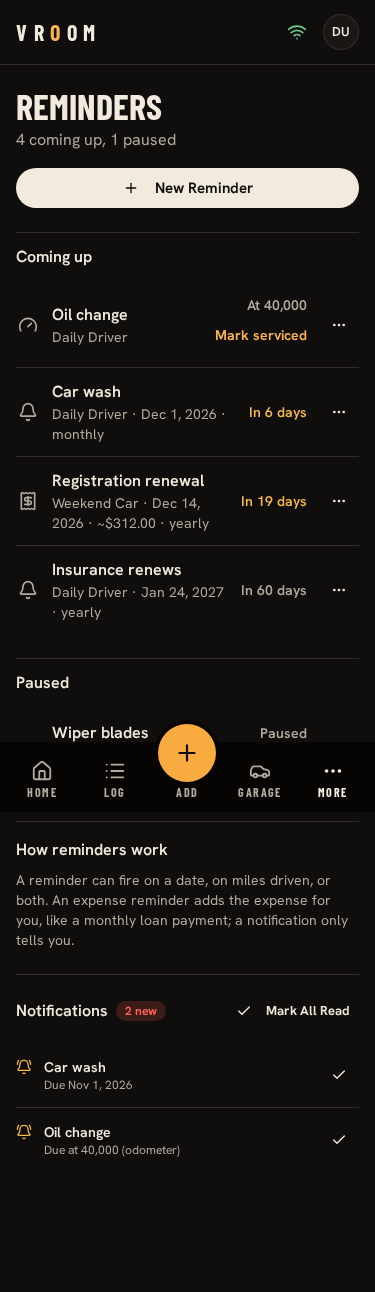 VROOM
DU
REMINDERS
4 coming up, 1 paused
New Reminder
Coming up
Oil change
Daily Driver
At 40,000
Mark serviced
Car wash
Daily Driver · Dec 1, 2026 ·
monthly
In 6 days
Registration renewal
Weekend Car · Dec 14,
2026 · ~$312.00 · yearly
In 19 days
Insurance renews
Daily Driver · Jan 24, 2027
· yearly
In 60 days
Paused
Wiper blades
Paused
HOME
LOG
ADD
GARAGE
MORE
How reminders work
A reminder can fire on a date, on miles driven, or
both. An expense reminder adds the expense for
you, like a monthly loan payment; a notification only
tells you.
Notifications
2 new
Mark All Read
Car wash
Due Nov 1, 2026
Oil change
Due at 40,000 (odometer)